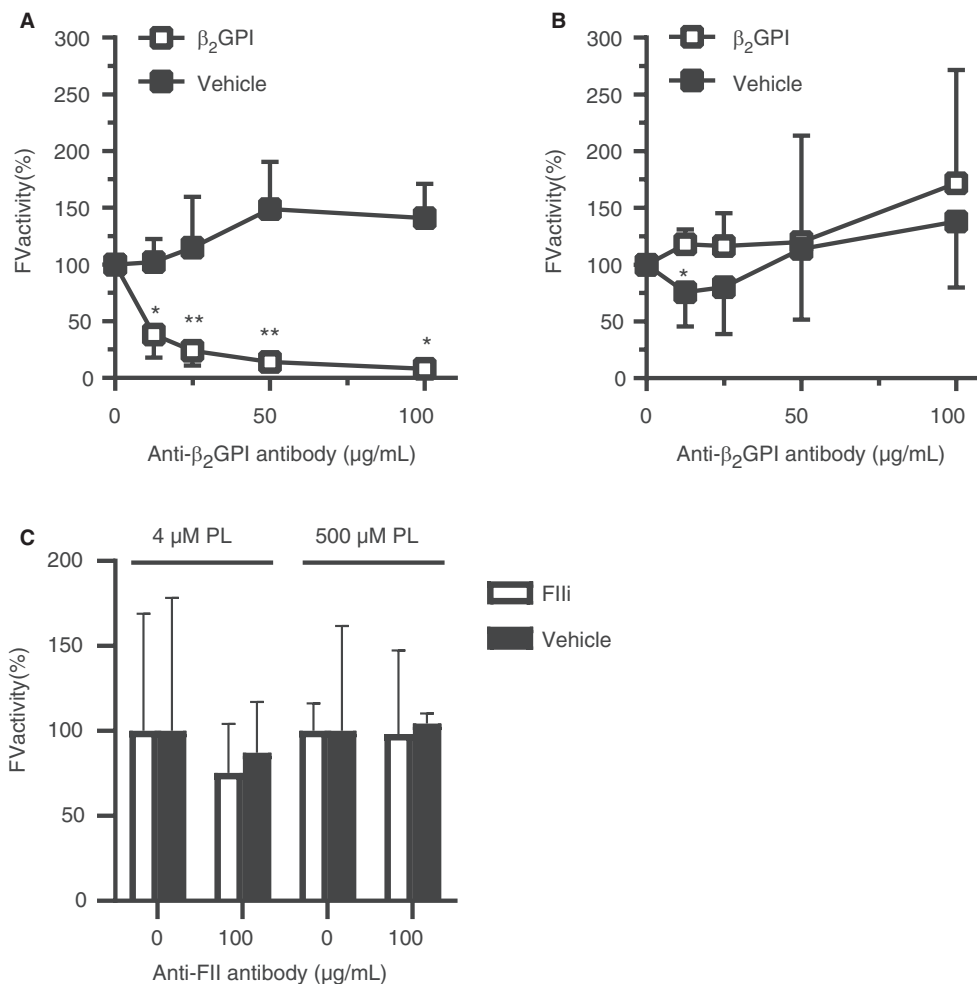 A
300
250
200
150
100
50
0
FVactivity(%)
β₂GPI
Vehicle
*
**
**
*
0 50 100
Anti-β₂GPI antibody (µg/mL)
B
300
250
200
150
100
50
0
FVactivity(%)
β₂GPI
Vehicle
*
0 50 100
Anti-β₂GPI antibody (µg/mL)
C
4 µM PL 500 µM PL
200
150
100
50
0
FVactivity(%)
FIIi
Vehicle
0 100 0 100
Anti-FII antibody (µg/mL)